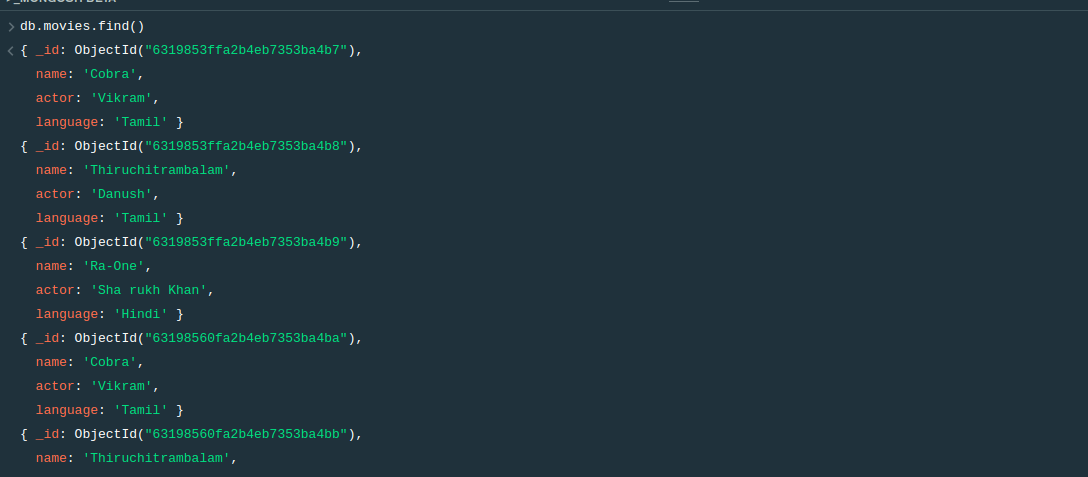 >_MONGOSH BETA
> db.movies.find()
< { _id: ObjectId("6319853ffa2b4eb7353ba4b7"),
name: 'Cobra',
actor: 'Vikram',
language: 'Tamil' }
{ _id: ObjectId("6319853ffa2b4eb7353ba4b8"),
name: 'Thiruchitrambalam',
actor: 'Danush',
language: 'Tamil' }
{ _id: ObjectId("6319853ffa2b4eb7353ba4b9"),
name: 'Ra-One',
actor: 'Sha rukh Khan',
language: 'Hindi' }
{ _id: ObjectId("63198560fa2b4eb7353ba4ba"),
name: 'Cobra',
actor: 'Vikram',
language: 'Tamil' }
{ _id: ObjectId("63198560fa2b4eb7353ba4bb"),
name: 'Thiruchitrambalam',